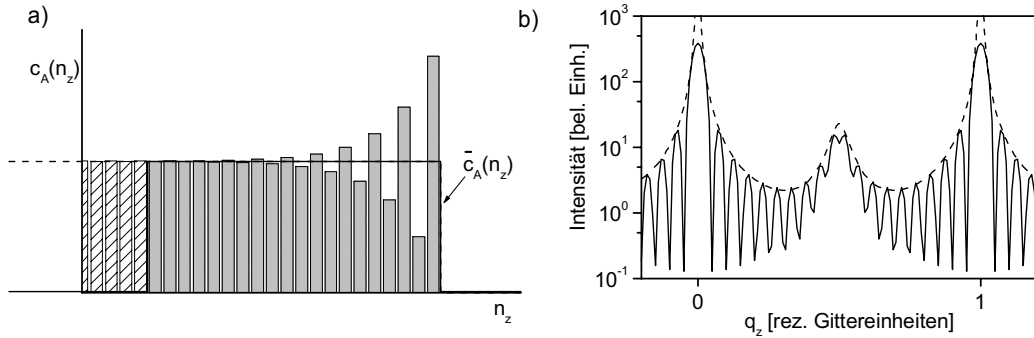 a)
c_A(n_z)
c̄_A(n_z)
n_z
b)
Intensität [bel. Einh.]
10^3
10^2
10^1
10^0
10^-1
0
1
q_z [rez. Gittereinheiten]